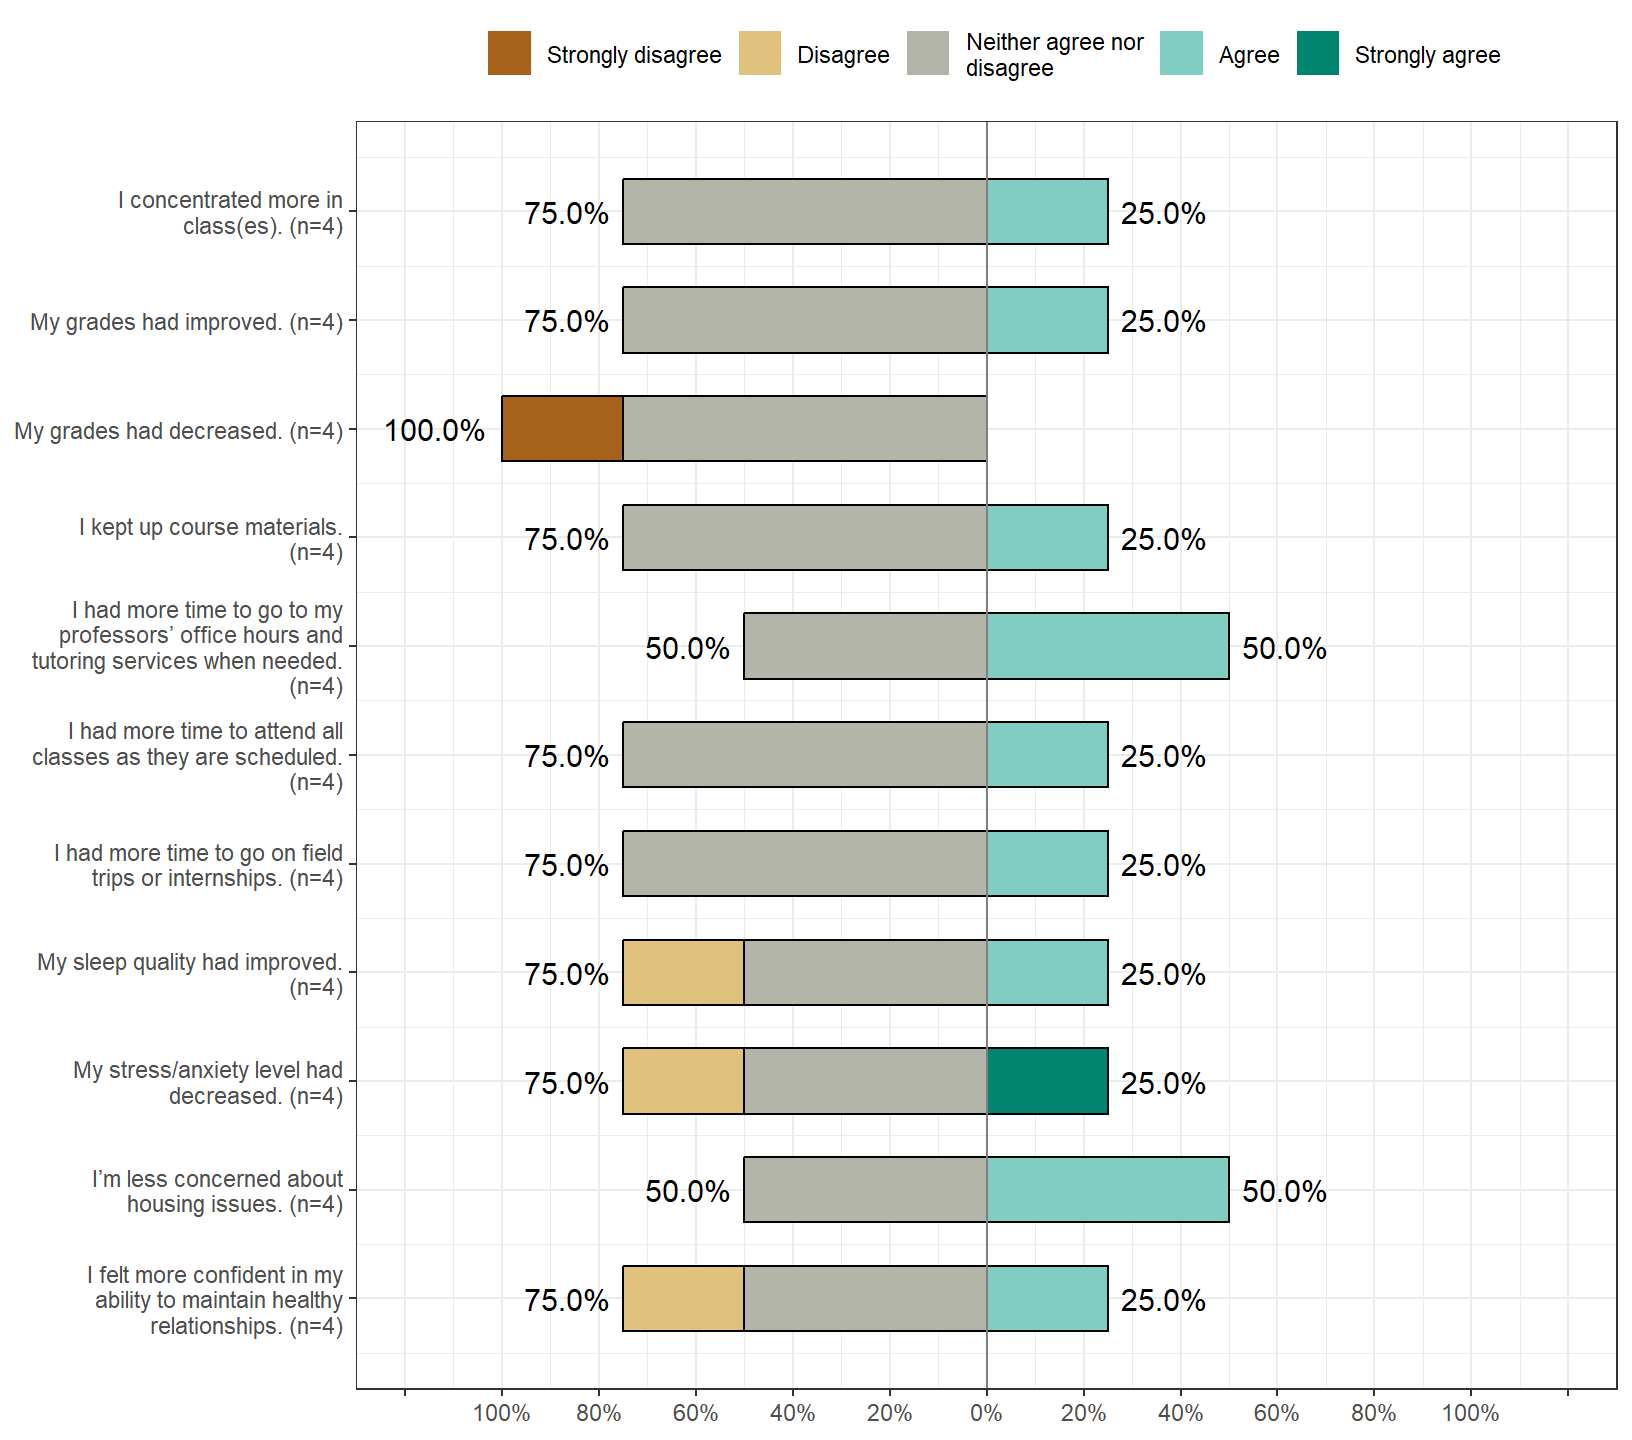 Strongly disagree
Disagree
Neither agree nor
disagree
Agree
Strongly agree
I concentrated more in
class(es). (n=4)
75.0%
25.0%
My grades had improved. (n=4)
75.0%
25.0%
My grades had decreased. (n=4)
100.0%
I kept up course materials.
(n=4)
75.0%
25.0%
I had more time to go to my
professors’ office hours and
tutoring services when needed.
(n=4)
50.0%
50.0%
I had more time to attend all
classes as they are scheduled.
(n=4)
75.0%
25.0%
I had more time to go on field
trips or internships. (n=4)
75.0%
25.0%
My sleep quality had improved.
(n=4)
75.0%
25.0%
My stress/anxiety level had
decreased. (n=4)
75.0%
25.0%
I’m less concerned about
housing issues. (n=4)
50.0%
50.0%
I felt more confident in my
ability to maintain healthy
relationships. (n=4)
75.0%
25.0%
100% 80% 60% 40% 20% 0% 20% 40% 60% 80% 100%